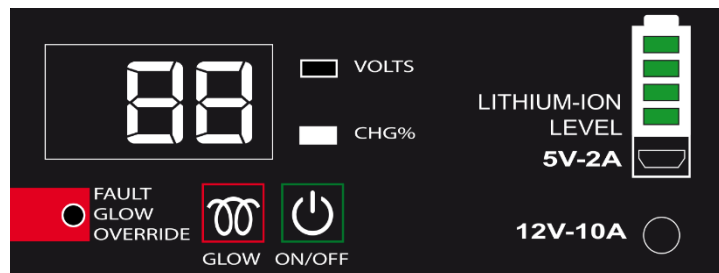 88
VOLTS
CHG%
LITHIUM-ION
LEVEL
5V-2A
FAULT
GLOW
OVERRIDE
GLOW
ON/OFF
12V-10A